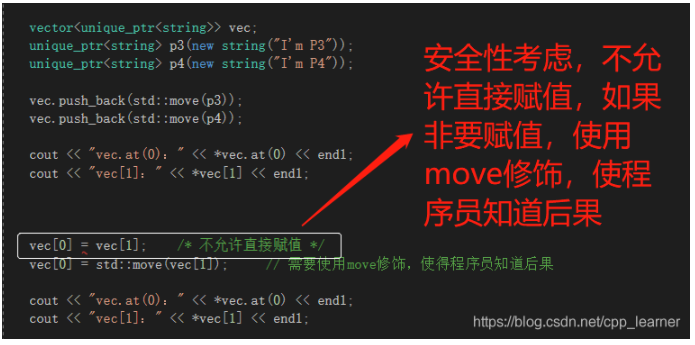 vector<unique_ptr<string>> vec;
unique_ptr<string> p3(new string("I'm P3"));
unique_ptr<string> p4(new string("I'm P4"));
vec.push_back(std::move(p3));
vec.push_back(std::move(p4));
cout << "vec.at(0)：" << *vec.at(0) << endl;
cout << "vec[1]：" << *vec[1] << endl;
vec[0] = vec[1];    /* 不允许直接赋值 */
vec[0] = std::move(vec[1]);    // 需要使用move修饰，使得程序员知道后果
cout << "vec.at(0)：" << *vec.at(0) << endl;
cout << "vec[1]：" << *vec[1] << endl;
安全性考虑，不允
许直接赋值，如果
非要赋值，使用
move修饰，使程
序员知道后果
https://blog.csdn.net/cpp_learner